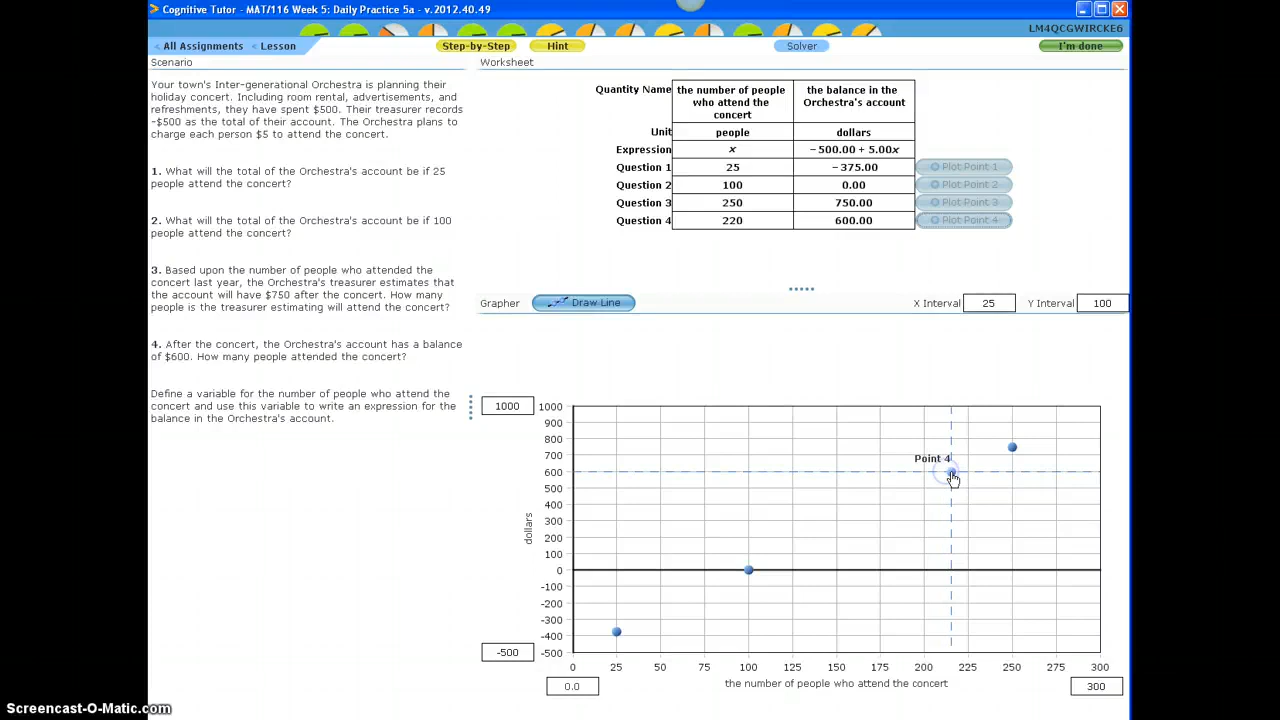 Cognitive Tutor - MAT/116 Week 5: Daily Practice 5a - v.2012.40.49
LM4QCGWIRCKE6
< All Assignments < Lesson
Step-by-Step
Hint
Solver
I'm done
Scenario
Your town's Inter-generational Orchestra is planning their
holiday concert. Including room rental, advertisements, and
refreshments, they have spent $500. Their treasurer records
-$500 as the total of their account. The Orchestra plans to
charge each person $5 to attend the concert.
1. What will the total of the Orchestra's account be if 25
people attend the concert?
2. What will the total of the Orchestra's account be if 100
people attend the concert?
3. Based upon the number of people who attended the
concert last year, the Orchestra's treasurer estimates that
the account will have $750 after the concert. How many
people is the treasurer estimating will attend the concert?
4. After the concert, the Orchestra's account has a balance
of $600. How many people attended the concert?
Define a variable for the number of people who attend the
concert and use this variable to write an expression for the
balance in the Orchestra's account.
Worksheet
Quantity Name the number of people the balance in the
who attend the Orchestra's account
concert
Unit people dollars
Expression x -500.00 + 5.00x
Question 1 25 -375.00 Plot Point 1
Question 2 100 0.00 Plot Point 2
Question 3 250 750.00 Plot Point 3
Question 4 220 600.00 Plot Point 4
Grapher Draw Line X Interval 25 Y Interval 100
1000
1000
900
800
700
600
500
400
300
200
100
0
-100
-200
-300
-400
-500
-500
dollars
Point 4
0 25 50 75 100 125 150 175 200 225 250 275 300
the number of people who attend the concert
0.0
300
Screencast-O-Matic.com